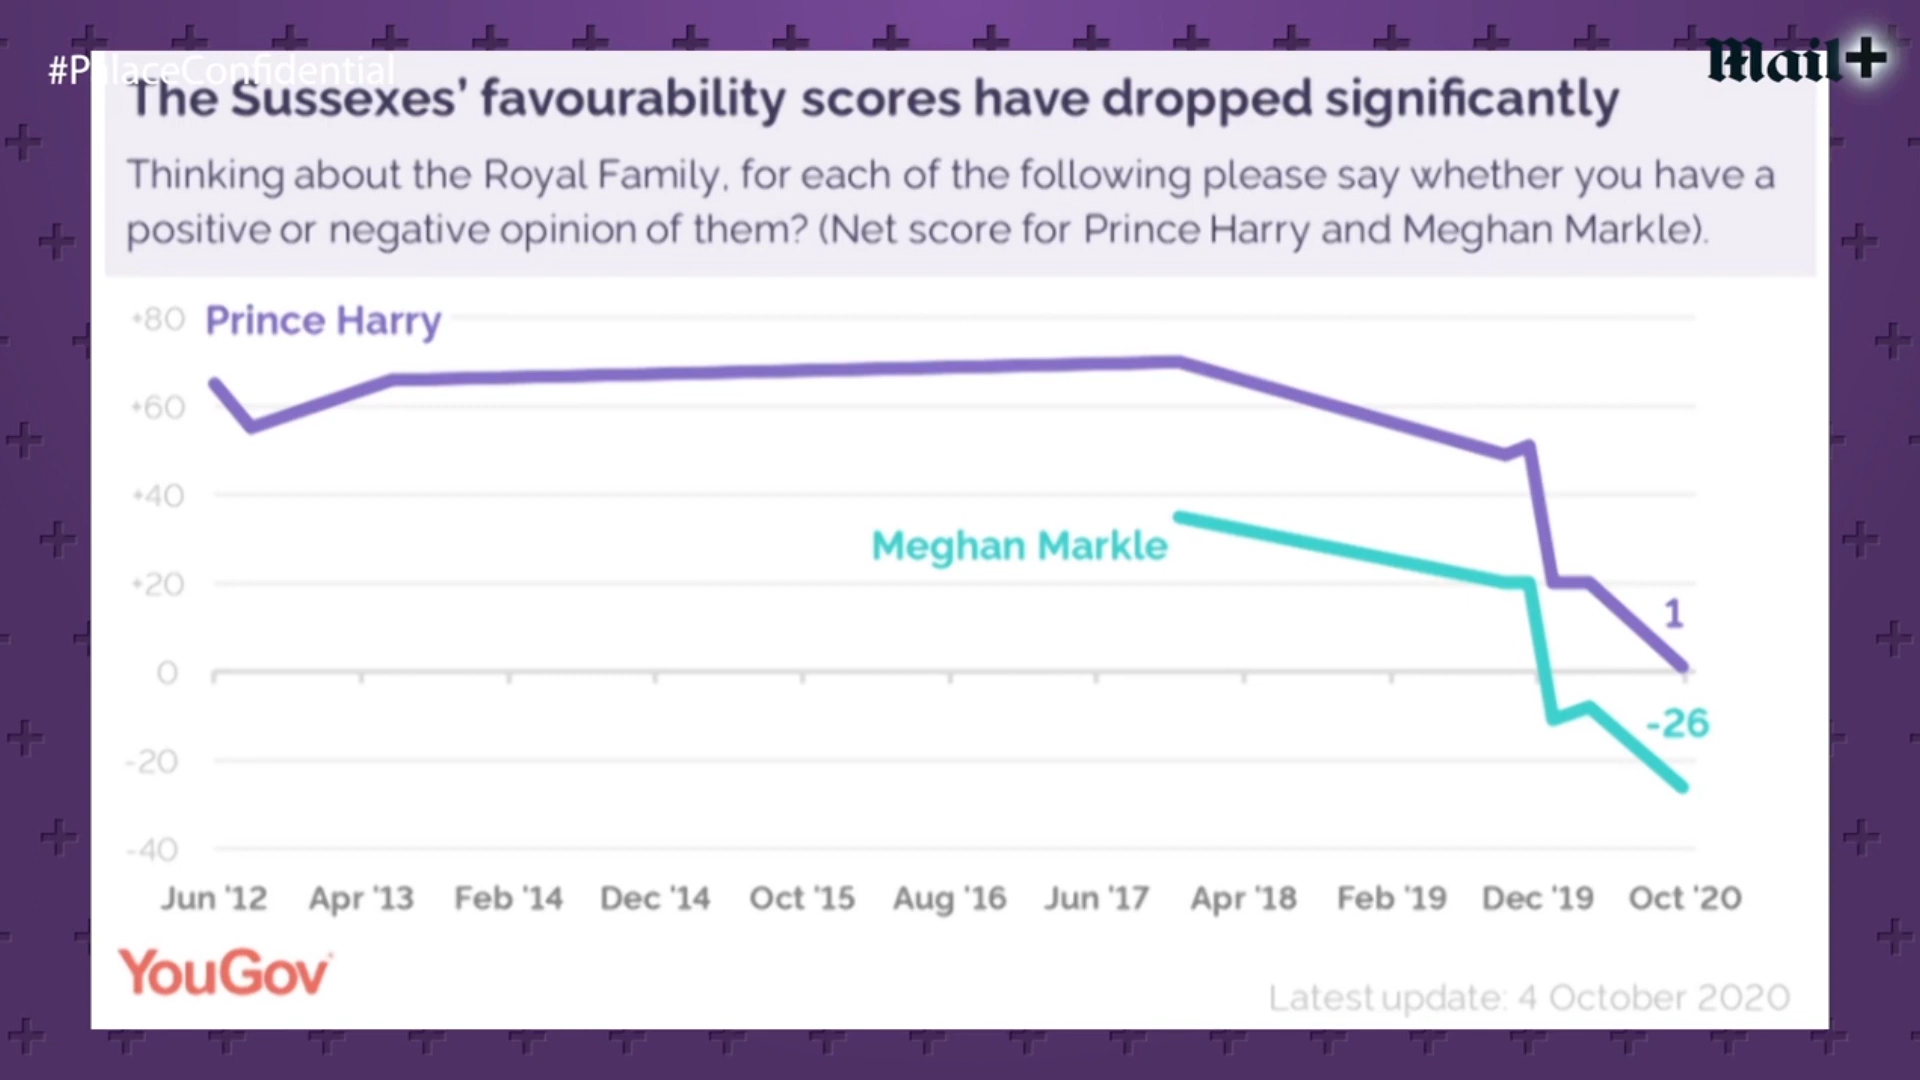 #PalaceConfidential
Mail+
The Sussexes’ favourability scores have dropped significantly
Thinking about the Royal Family, for each of the following please say whether you have a
positive or negative opinion of them? (Net score for Prince Harry and Meghan Markle).
+80
Prince Harry
+60
+40
Meghan Markle
+20
1
0
-26
-20
-40
Jun '12 Apr '13 Feb '14 Dec '14 Oct '15 Aug '16 Jun '17 Apr '18 Feb '19 Dec '19 Oct '20
YouGov
Latest update: 4 October 2020